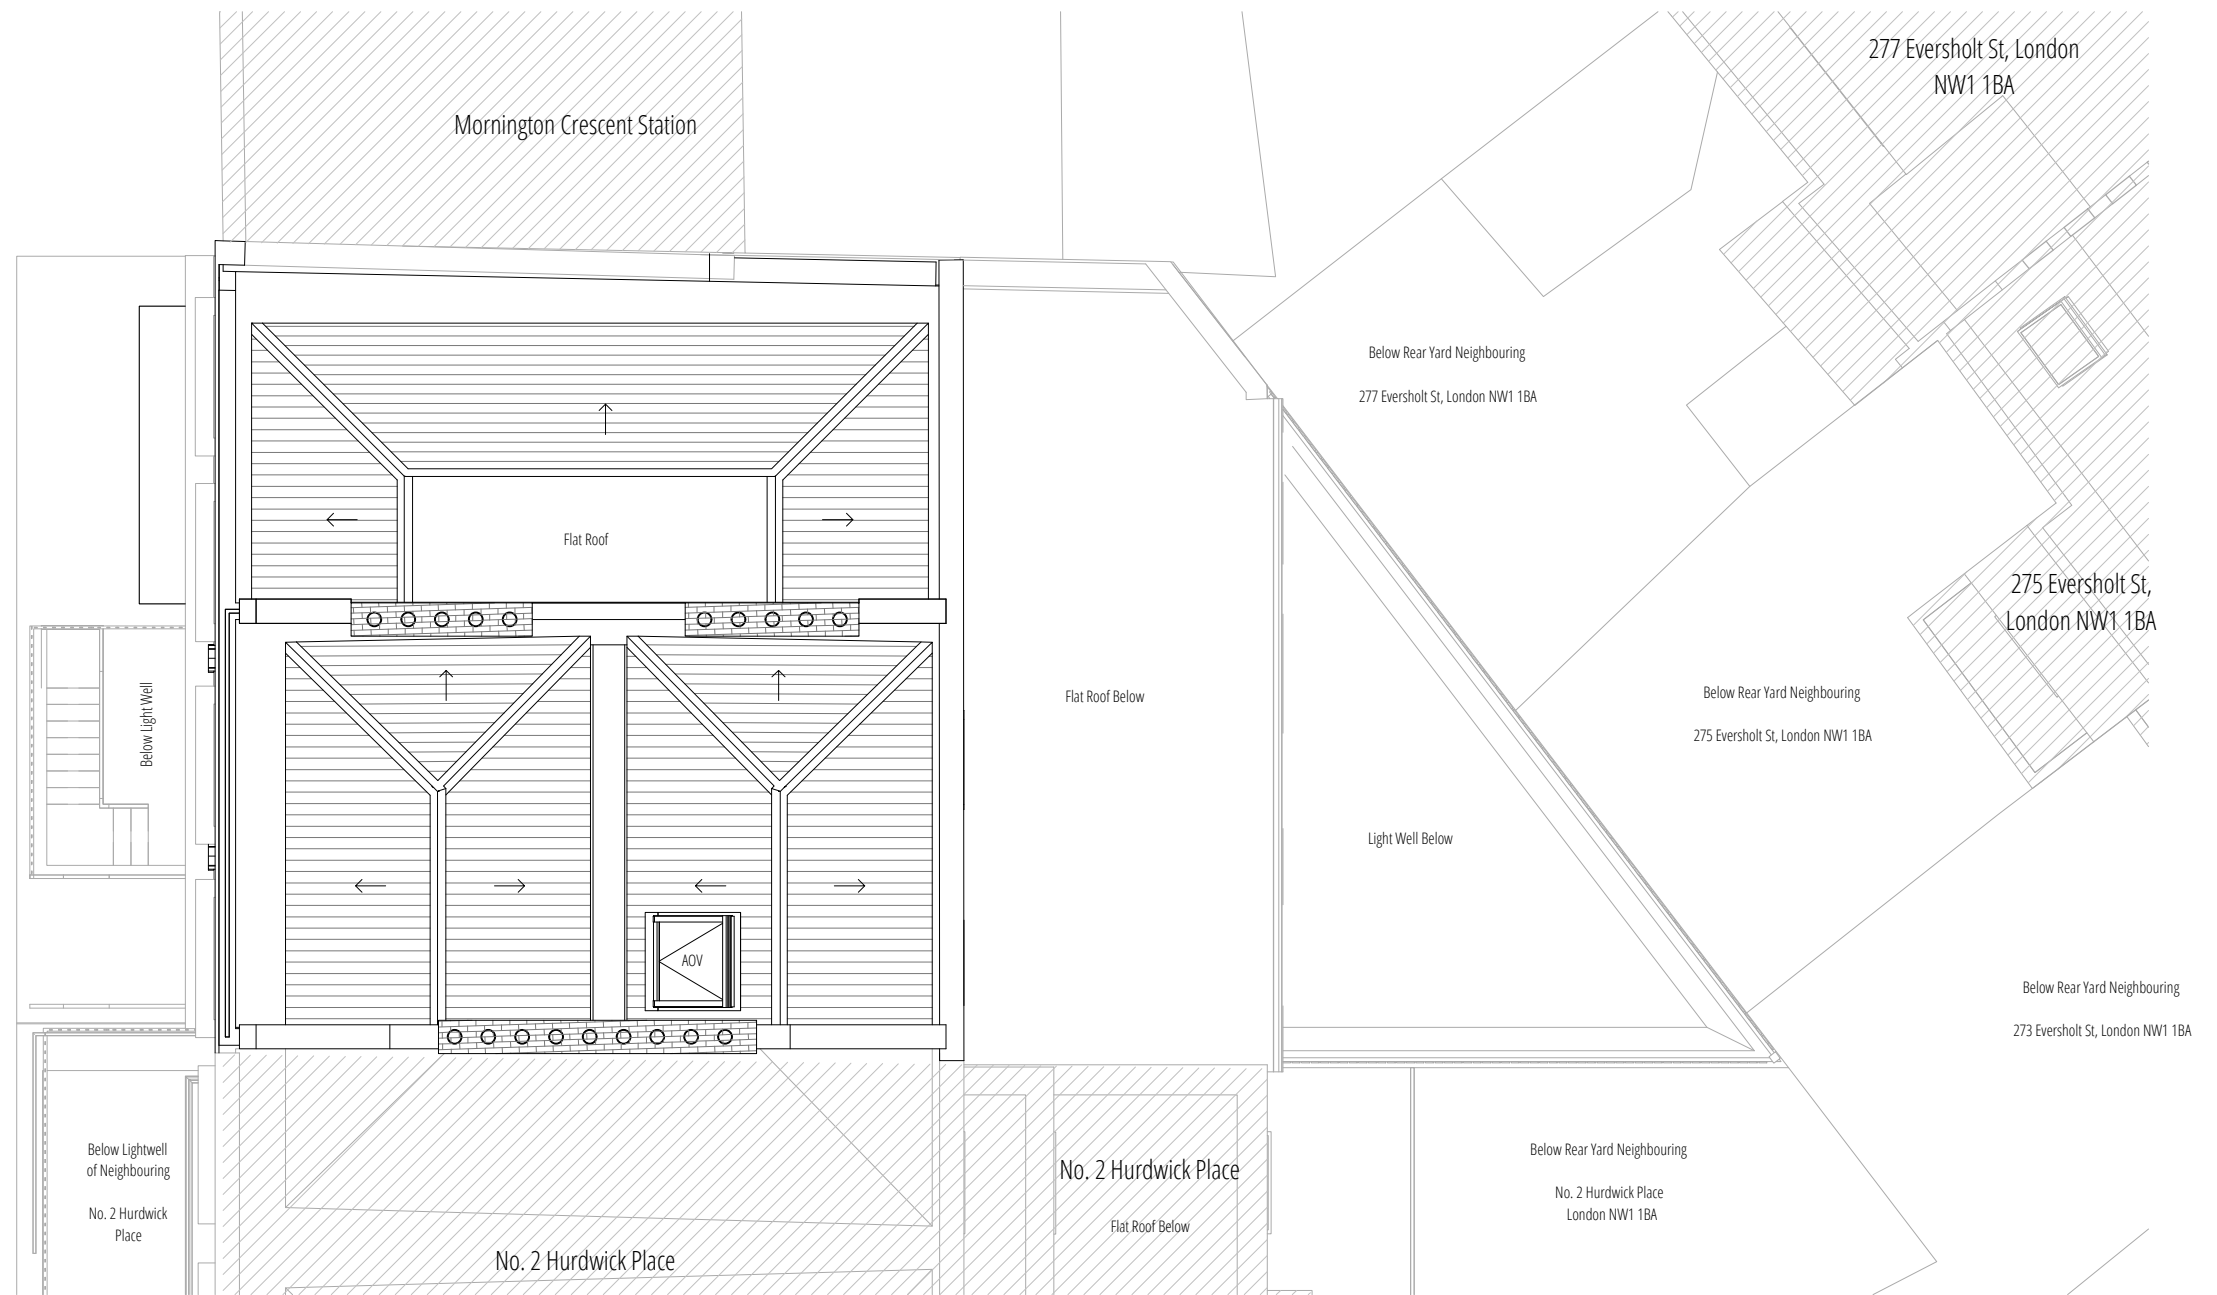 277 Eversholt St, London
NW1 1BA
Mornington Crescent Station
Below Rear Yard Neighbouring
277 Eversholt St, London NW1 1BA
Flat Roof
275 Eversholt St,
London NW1 1BA
Below Light Well
Flat Roof Below
Below Rear Yard Neighbouring
275 Eversholt St, London NW1 1BA
Light Well Below
AOV
Below Rear Yard Neighbouring
273 Eversholt St, London NW1 1BA
Below Lightwell
of Neighbouring
No. 2 Hurdwick
Place
No. 2 Hurdwick Place
No. 2 Hurdwick Place
Flat Roof Below
Below Rear Yard Neighbouring
No. 2 Hurdwick Place
London NW1 1BA